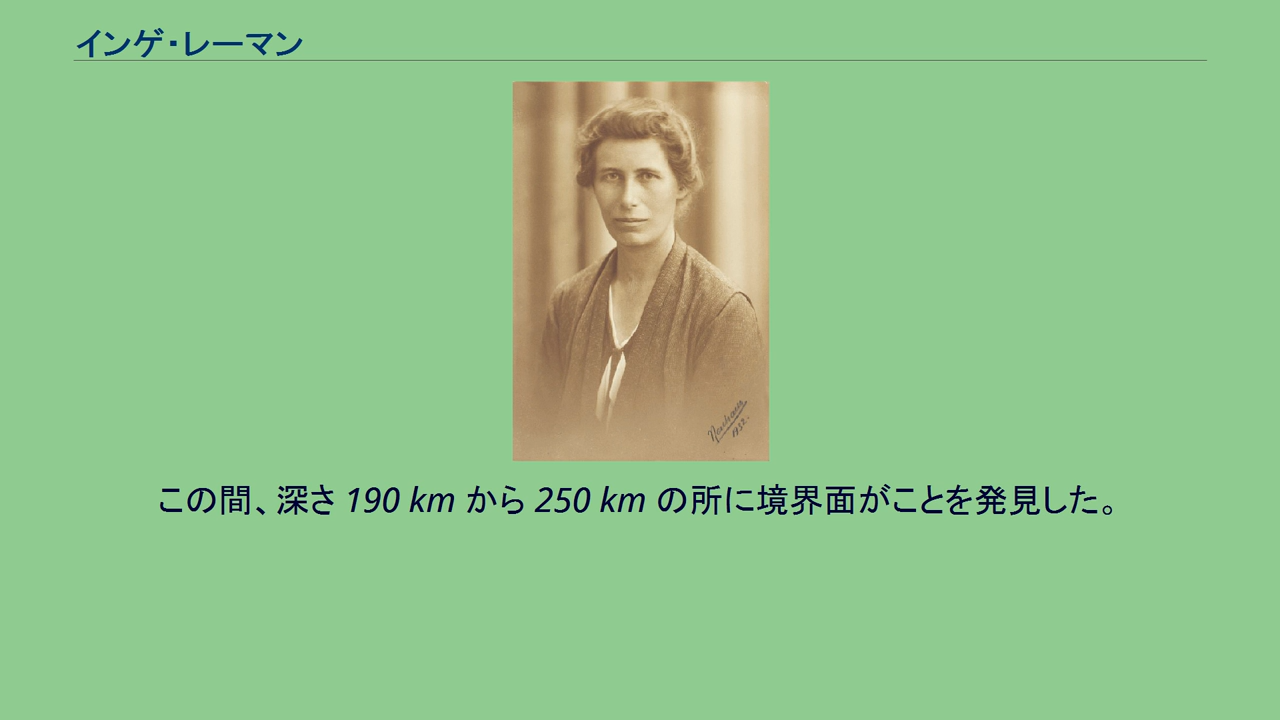 インゲ・レーマン
1932.
この間、深さ 190 km から 250 km の所に境界面がことを発見した。